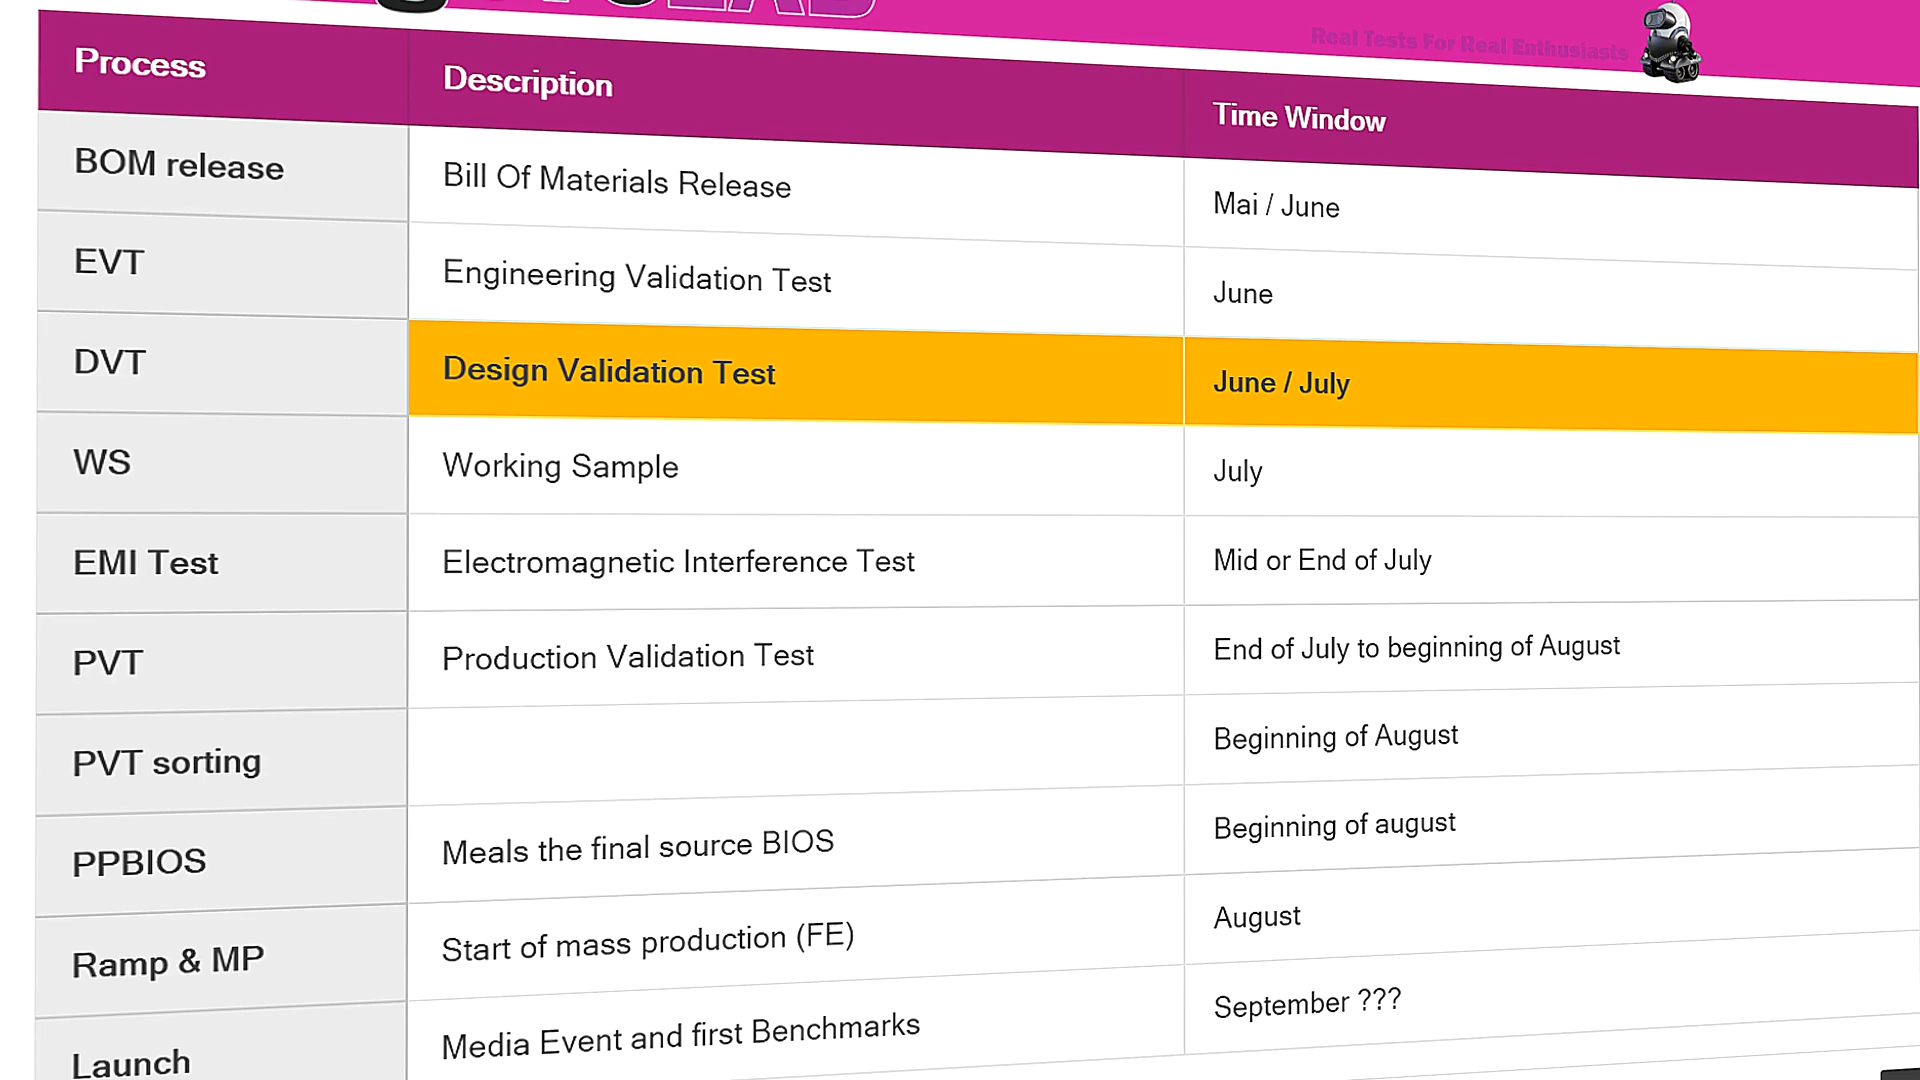 Real Tests For Real Enthusiasts
Process Description Time Window
BOM release Bill Of Materials Release Mai / June
EVT Engineering Validation Test June
DVT Design Validation Test June / July
WS Working Sample July
EMI Test Electromagnetic Interference Test Mid or End of July
PVT Production Validation Test End of July to beginning of August
PVT sorting Beginning of August
PPBIOS Meals the final source BIOS Beginning of august
Ramp & MP Start of mass production (FE) August
Launch Media Event and first Benchmarks September ???